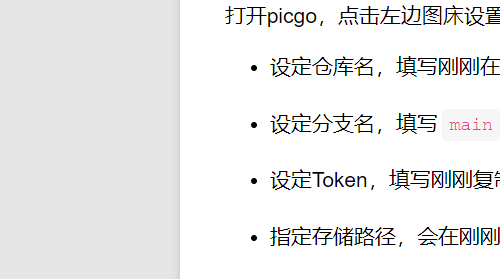 打开picgo，点击左边图床设置
设定仓库名，填写刚刚在
设定分支名，填写 main
设定Token，填写刚刚复制
指定存储路径，会在刚刚